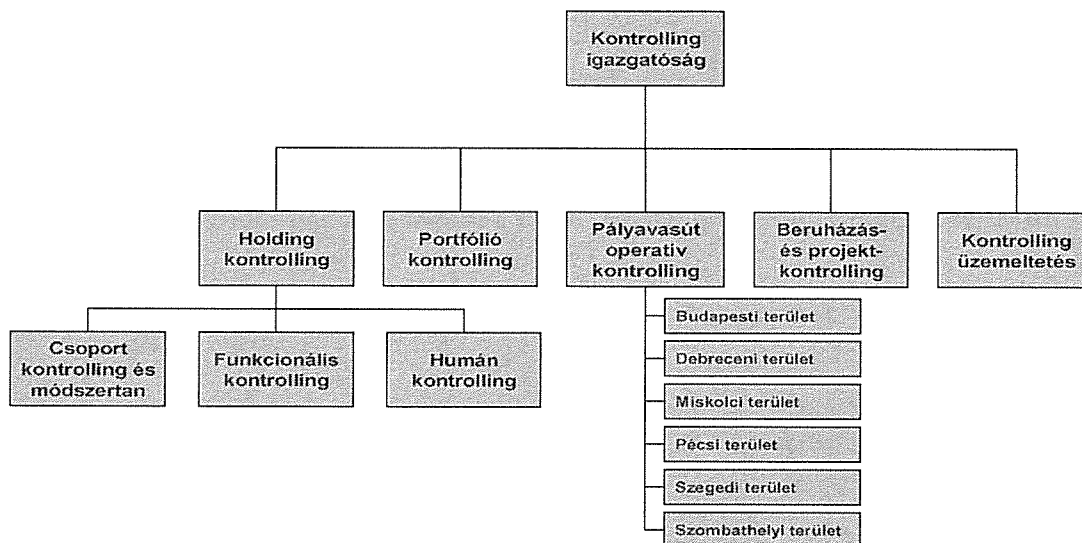 Kontrolling
igazgatóság
Holding
kontrolling
Portfólió
kontrolling
Pályavasút
operatív
kontrolling
Beruházás-
és projekt-
kontrolling
Kontrolling
üzemeltetés
Csoport
kontrolling és
módszertan
Funkcionális
kontrolling
Humán
kontrolling
Budapesti terület
Debreceni terület
Miskolci terület
Pécsi terület
Szegedi terület
Szombathelyi terület